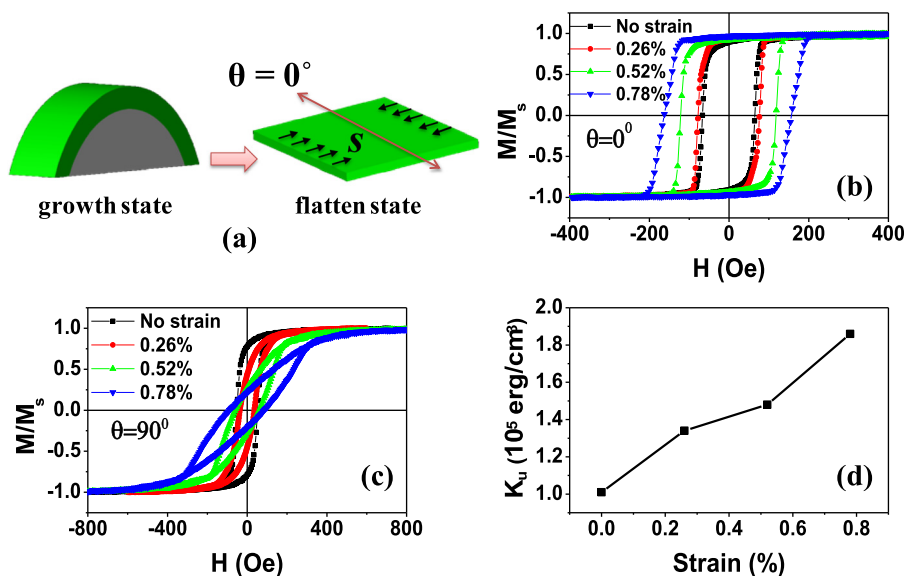 θ = 0°
S
growth state
flatten state
(a)
(b)
No strain
0.26%
0.52%
0.78%
θ=0⁰
M/Mₛ
1.0
0.5
0.0
-0.5
-1.0
-400
-200
0
200
400
H (Oe)
(c)
No strain
0.26%
0.52%
0.78%
θ=90⁰
M/Mₛ
1.0
0.5
0.0
-0.5
-1.0
-800
-400
0
400
800
H (Oe)
(d)
Kᵤ (10⁵ erg/cm³)
2.0
1.8
1.6
1.4
1.2
1.0
0.0
0.2
0.4
0.6
0.8
Strain (%)